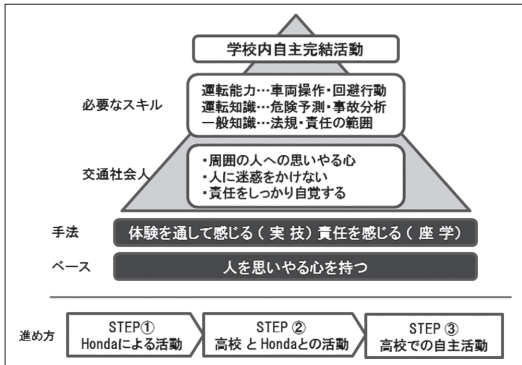 学校内自主完結活動
必要なスキル
運転能力…車両操作・回避行動
運転知識…危険予測・事故分析
一般知識…法規・責任の範囲
交通社会人
・周囲の人への思いやる心
・人に迷惑をかけない
・責任をしっかり自覚する
手法
体験を通して感じる（実 技）責任を感じる（座 学）
ベース
人を思いやる心を持つ
進め方
STEP①
Hondaによる活動
STEP ②
高校 とHondaとの活動
STEP ③
高校での自主活動